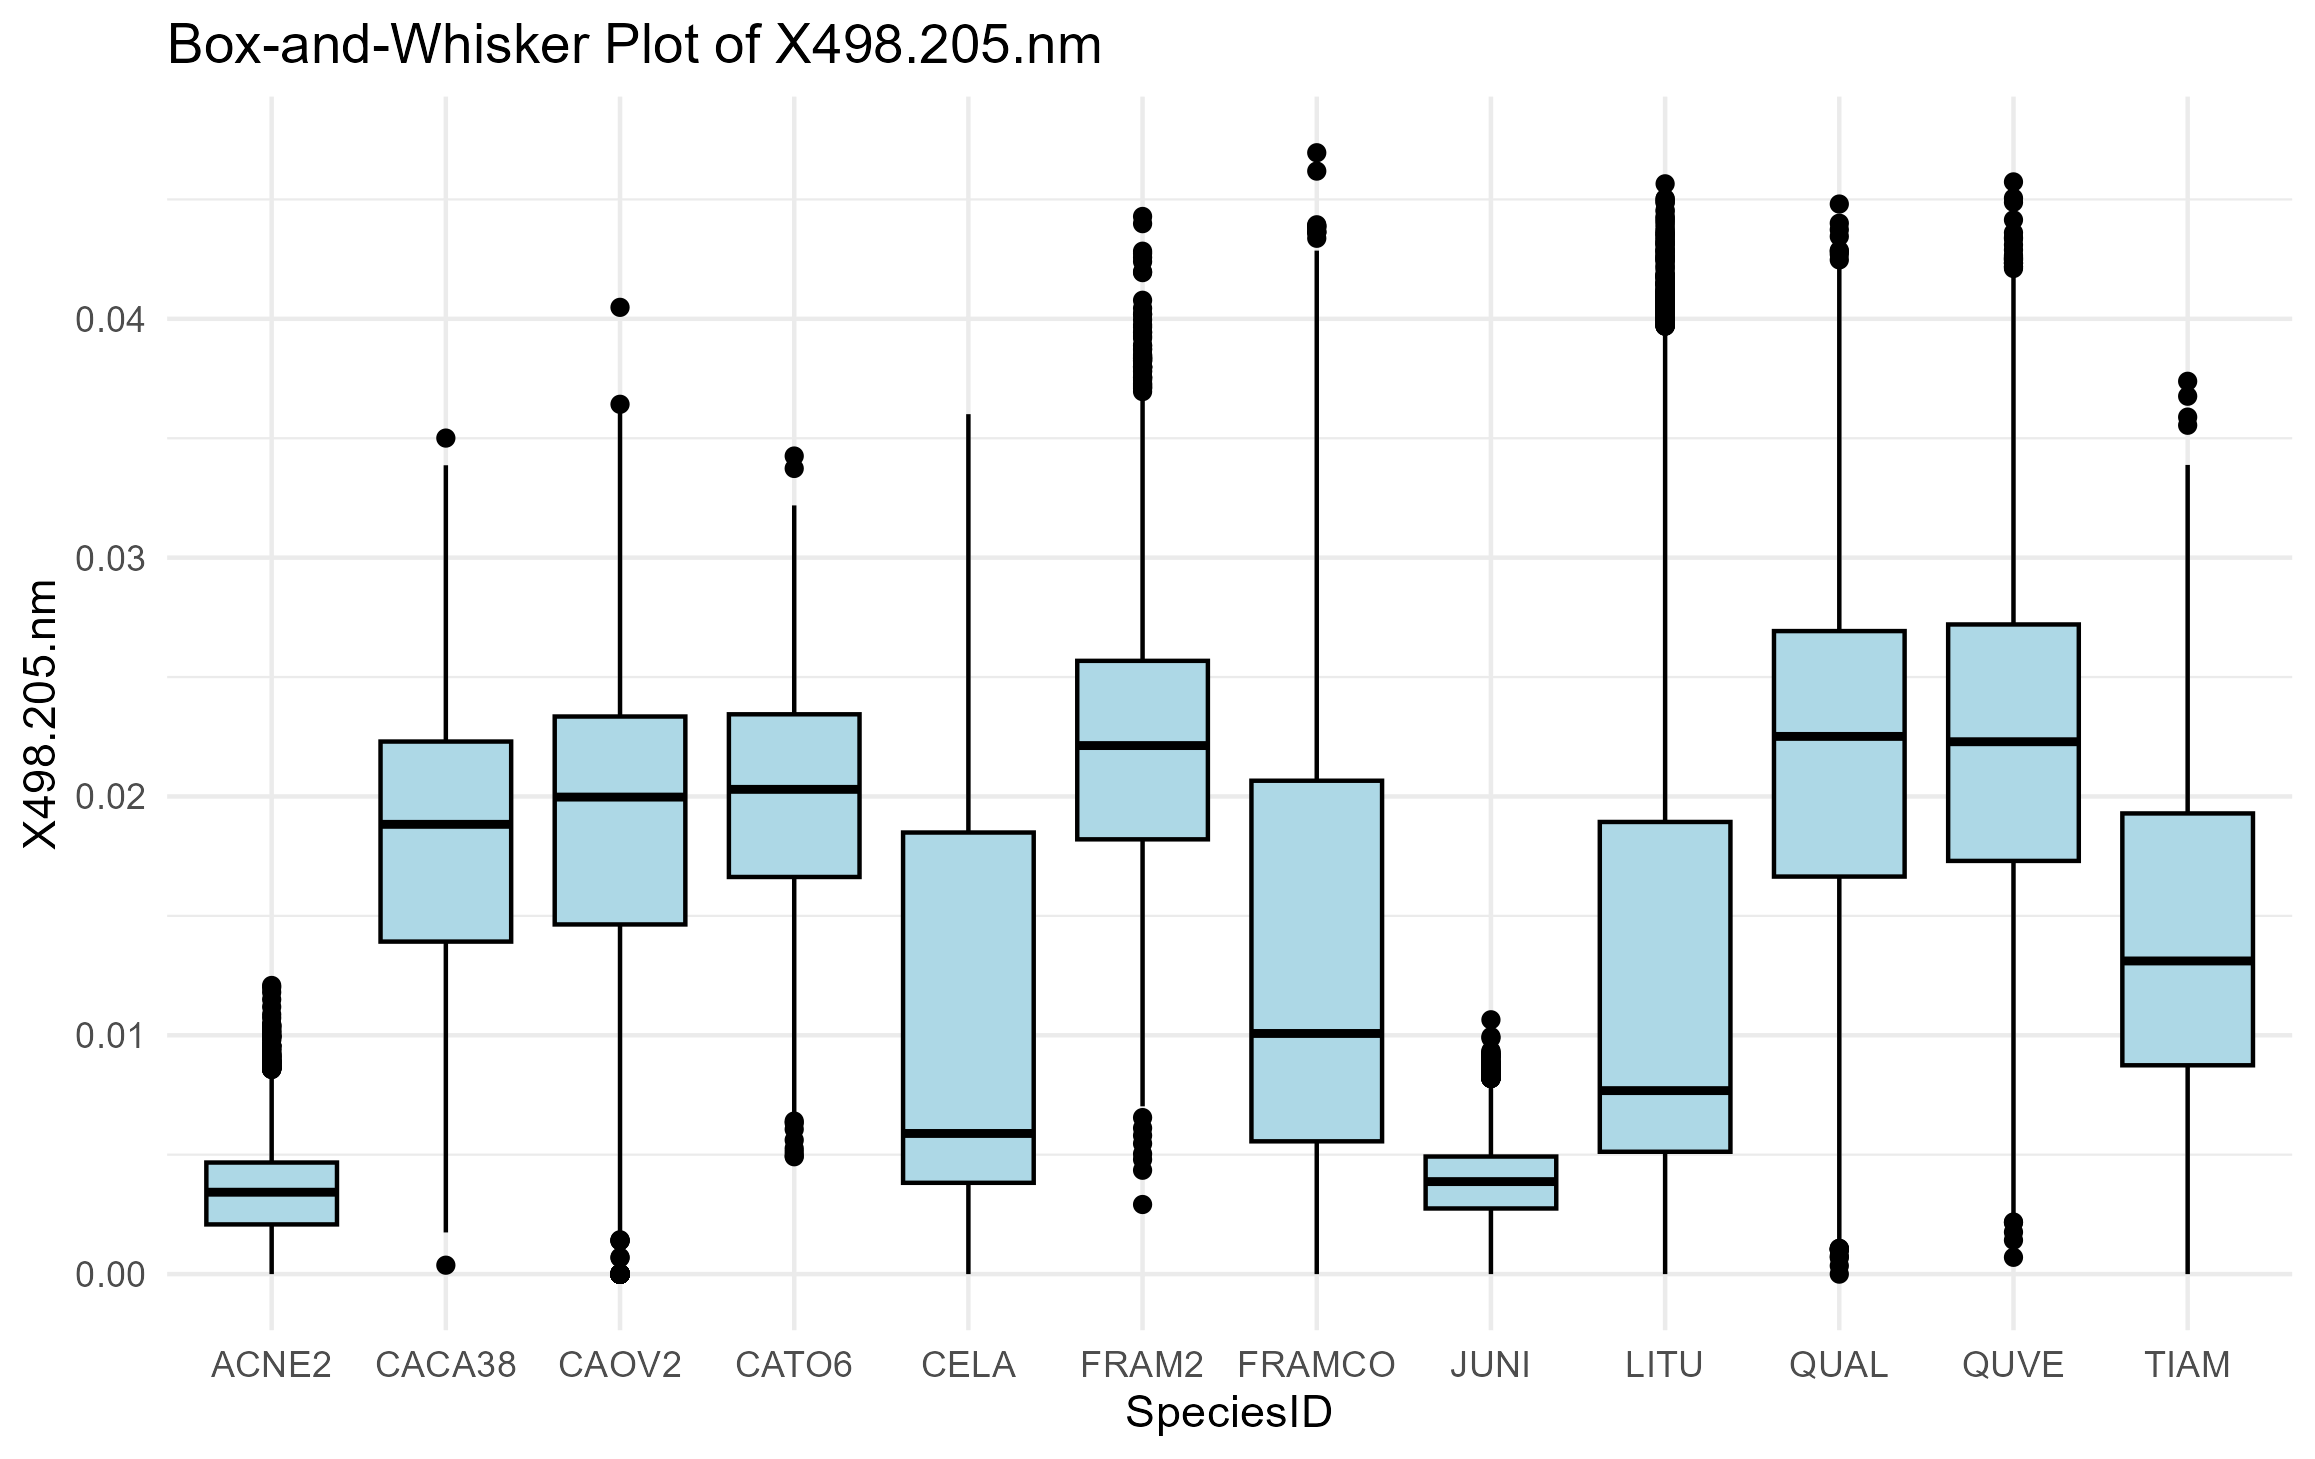 Box-and-Whisker Plot of X498.205.nm
X498.205.nm
0.04
0.03
0.02
0.01
0.00
ACNE2 CACA38 CAOV2 CATO6 CELA FRAM2 FRAMCO JUNI LITU QUAL QUVE TIAM
SpeciesID